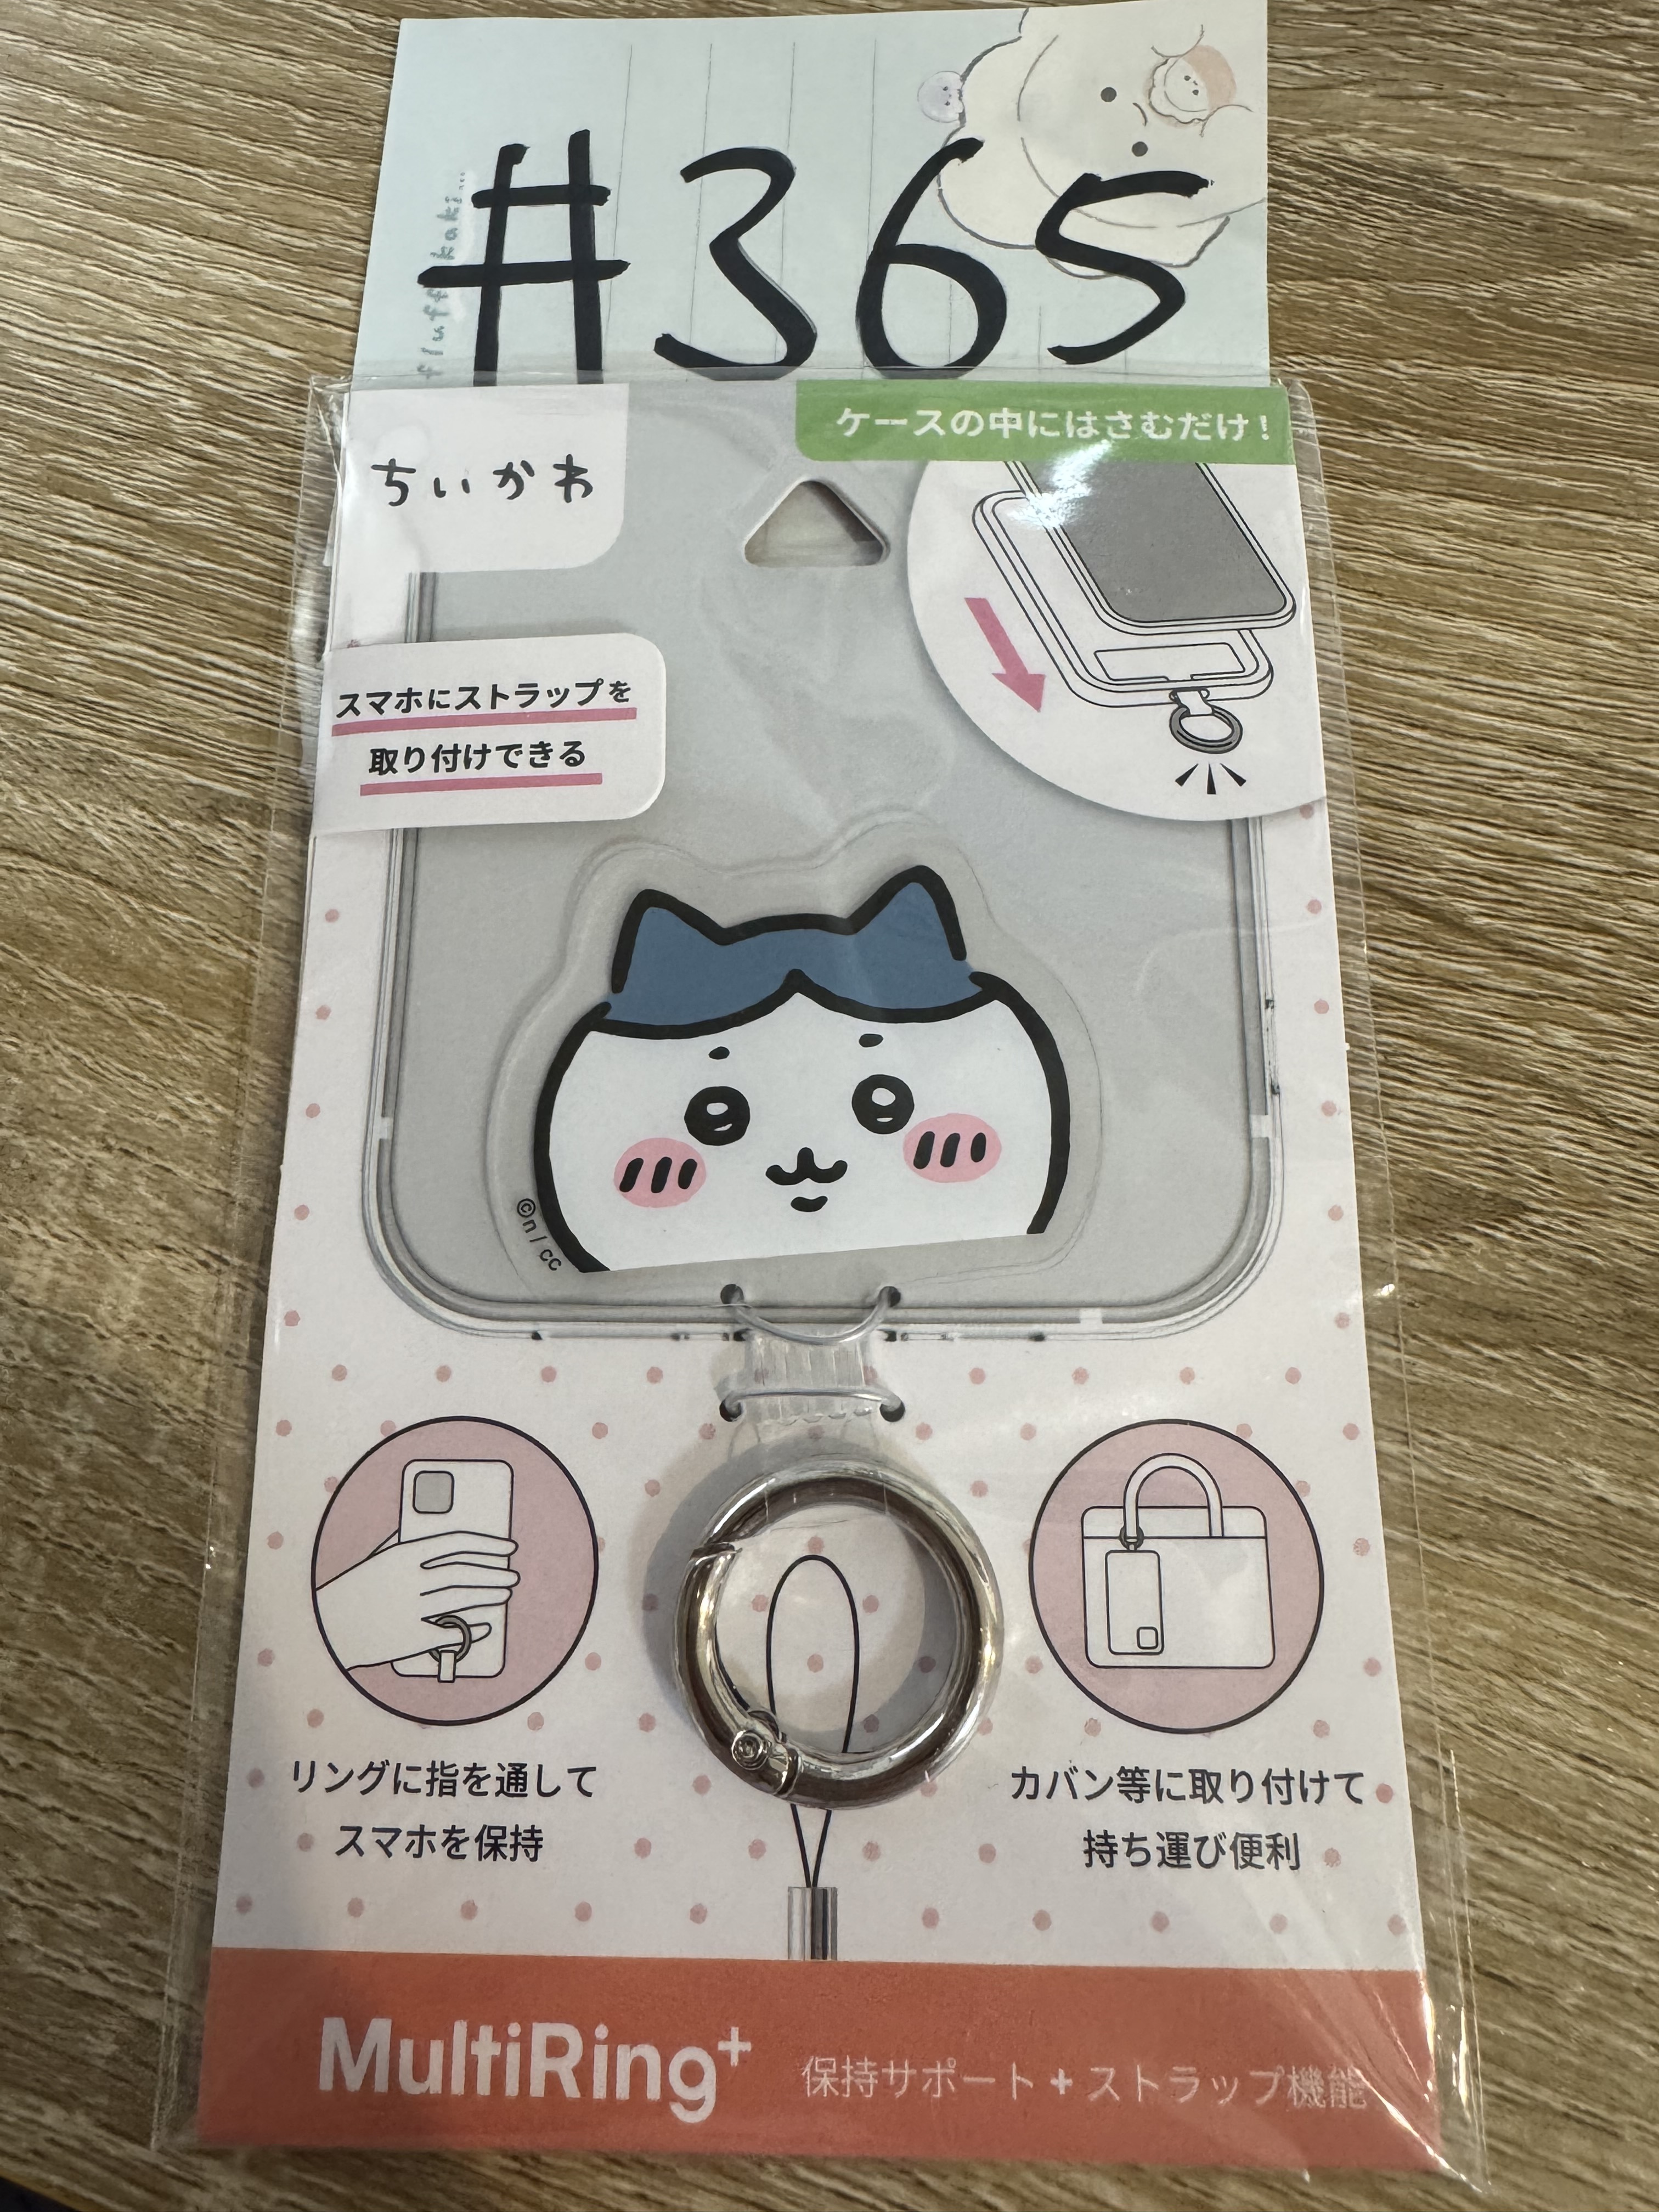 #365
fluffkaki...
ケースの中にはさむだけ!
ちいかわ
スマホにストラップを
取り付けできる
©n/cc
リングに指を通して
スマホを保持
カバン等に取り付けて
持ち運び便利
MultiRing+
保持サポート+ストラップ機能